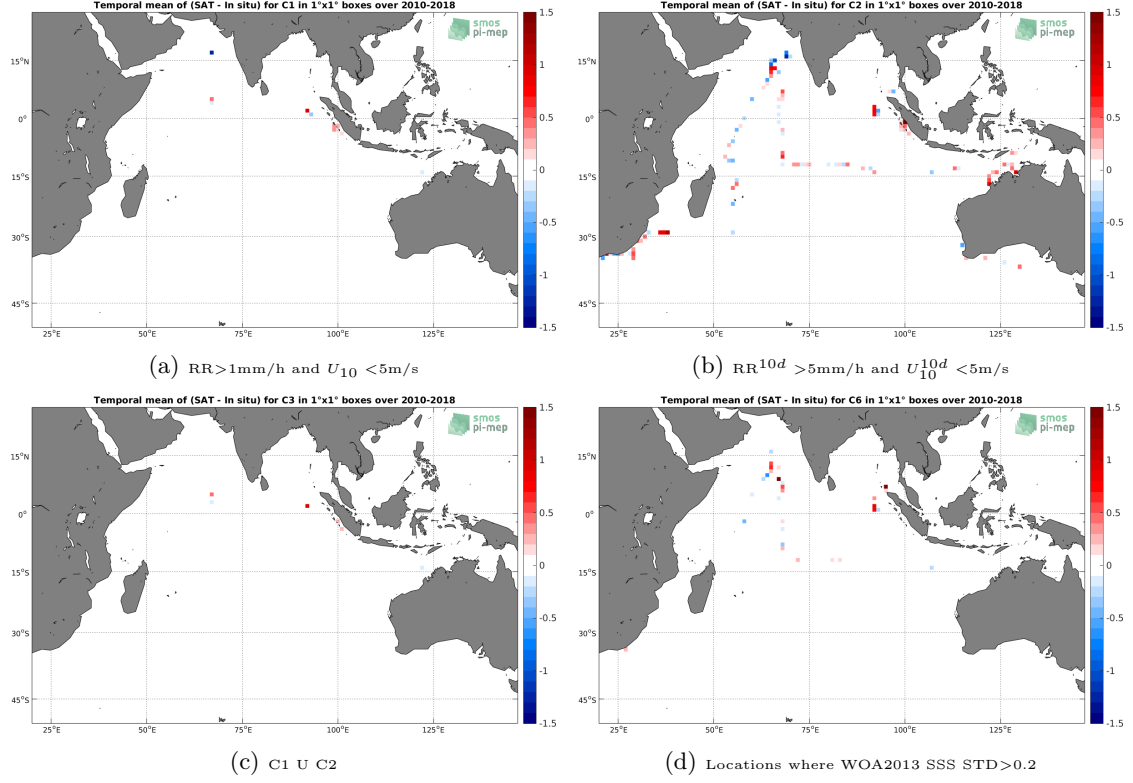 Temporal mean of (SAT - In situ) for C1 in 1°x1° boxes over 2010-2018
smos
pi-mep
15°N
0°
15°S
30°S
45°S
25°E
50°E
75°E
100°E
125°E
1.5
1
0.5
0
-0.5
-1
-1.5
(a) RR>1mm/h and U10 <5m/s
Temporal mean of (SAT - In situ) for C2 in 1°x1° boxes over 2010-2018
smos
pi-mep
15°N
0°
15°S
30°S
45°S
25°E
50°E
75°E
100°E
125°E
1.5
1
0.5
0
-0.5
-1
-1.5
(b) RR10d >5mm/h and U10 10d <5m/s
Temporal mean of (SAT - In situ) for C3 in 1°x1° boxes over 2010-2018
smos
pi-mep
15°N
0°
15°S
30°S
45°S
25°E
50°E
75°E
100°E
125°E
1.5
1
0.5
0
-0.5
-1
-1.5
(c) C1 U C2
Temporal mean of (SAT - In situ) for C6 in 1°x1° boxes over 2010-2018
smos
pi-mep
15°N
0°
15°S
30°S
45°S
25°E
50°E
75°E
100°E
125°E
1.5
1
0.5
0
-0.5
-1
-1.5
(d) Locations where WOA2013 SSS STD>0.2